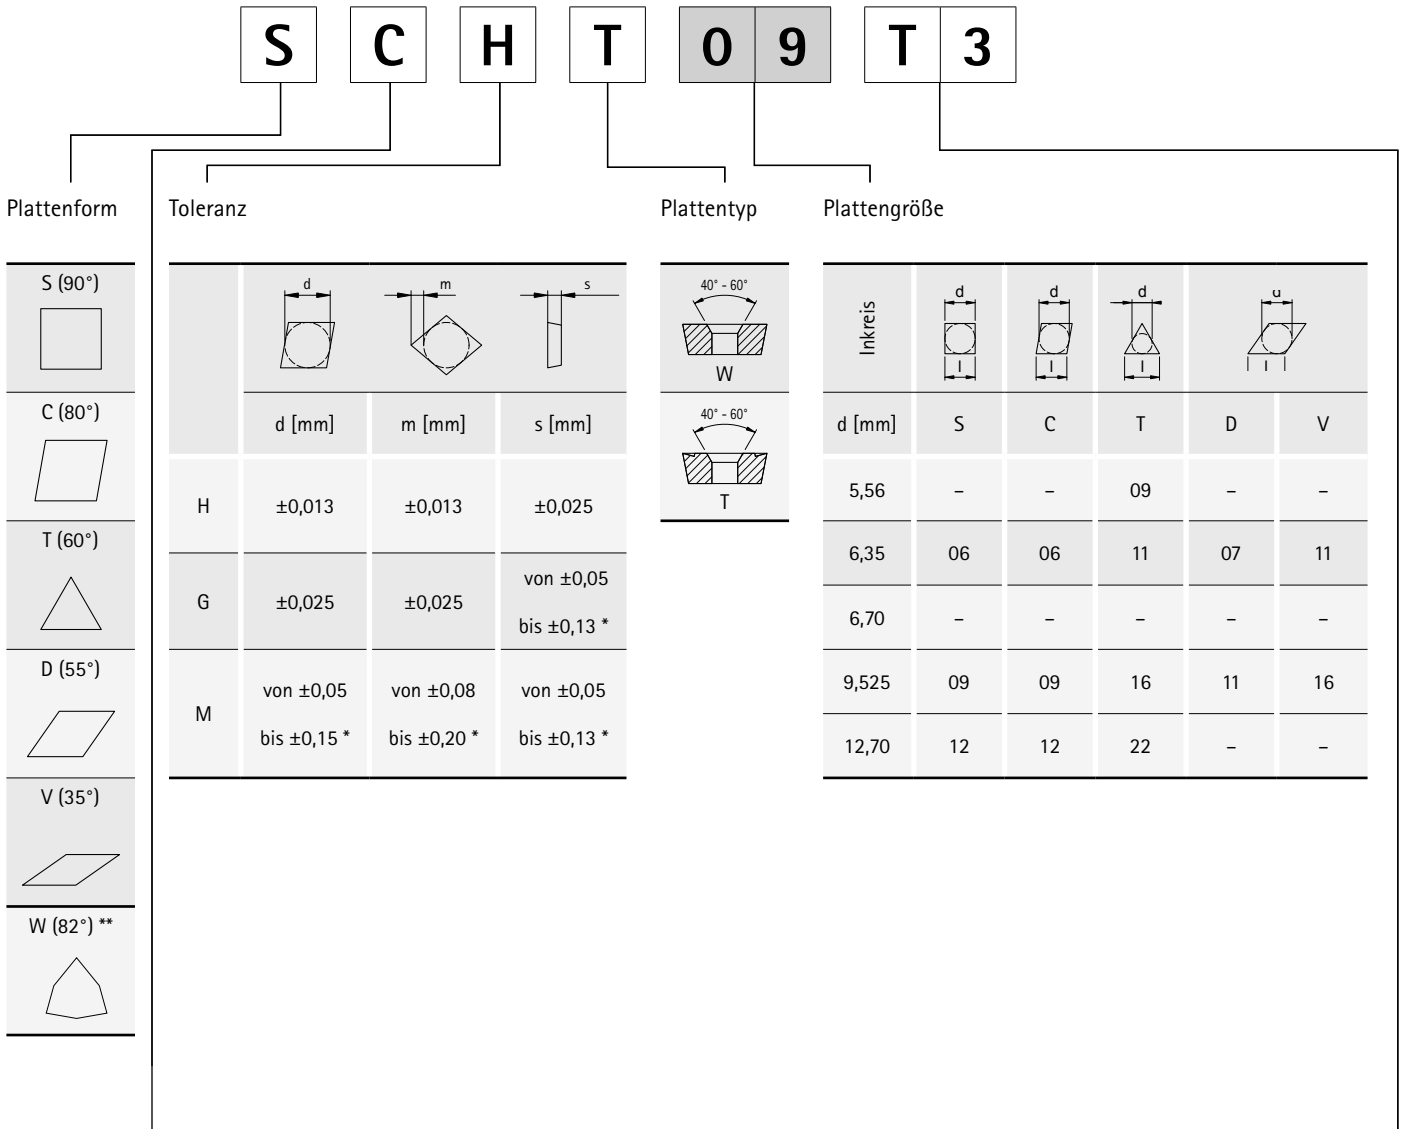 S C H T 0 9 T 3
Plattenform
Toleranz
Plattentyp
Plattengröße
S (90°)
C (80°)
T (60°)
D (55°)
V (35°)
W (82°) **
d m s
d [mm] m [mm] s [mm]
H ±0,013 ±0,013 ±0,025
G ±0,025 ±0,025 von ±0,05 bis ±0,13 *
M von ±0,05 bis ±0,15 * von ±0,08 bis ±0,20 * von ±0,05 bis ±0,13 *
40° - 60°
W
40° - 60°
T
Inkreis
d d d d
l l l l
d [mm] S C T D V
5,56 – – 09 – –
6,35 06 06 11 07 11
6,70 – – – – –
9,525 09 09 16 11 16
12,70 12 12 22 – –